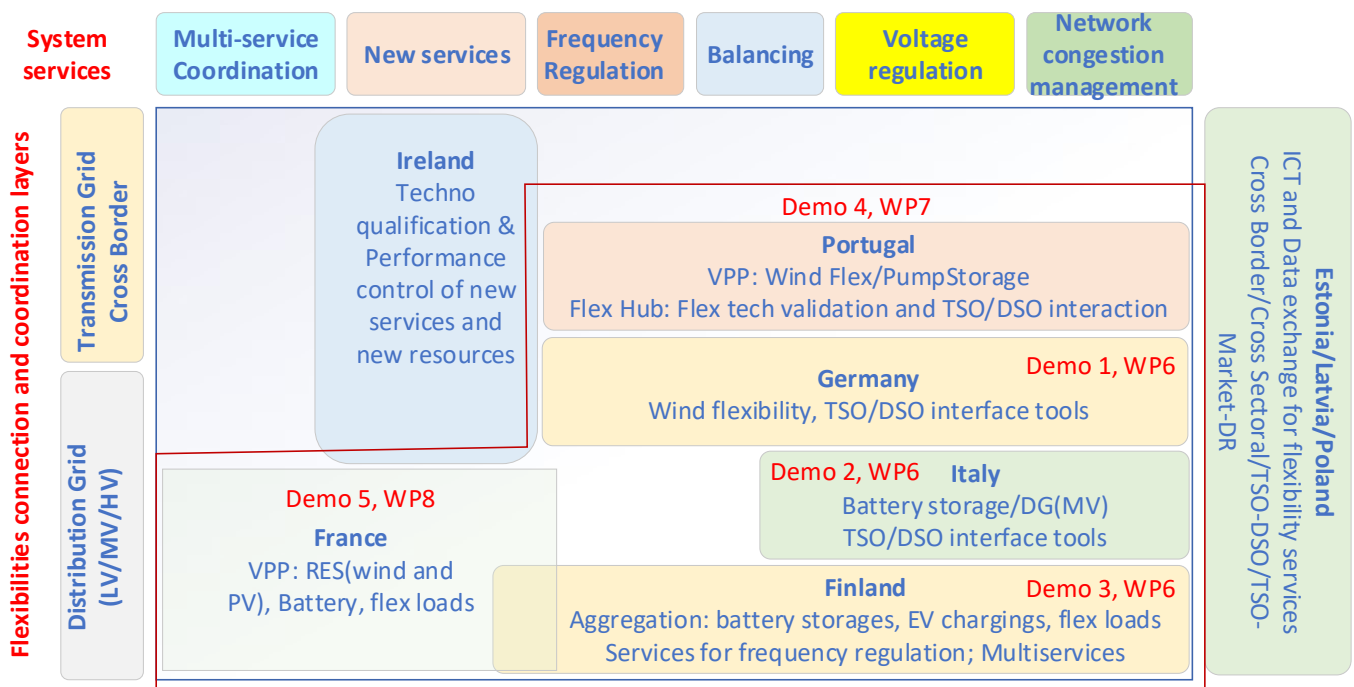 System
services
Multi-service
Coordination
New services
Frequency
Regulation
Balancing
Voltage
regulation
Network
congestion
management
Flexibilities connection and coordination layers
Transmission Grid
Cross Border
Distribution Grid
(LV/MV/HV)
Ireland
Techno
qualification &
Performance
control of new
services and
new resources
Demo 4, WP7
Portugal
VPP: Wind Flex/PumpStorage
Flex Hub: Flex tech validation and TSO/DSO interaction
Demo 1, WP6
Germany
Wind flexibility, TSO/DSO interface tools
Demo 2, WP6
Italy
Battery storage/DG(MV)
TSO/DSO interface tools
Demo 5, WP8
France
VPP: RES(wind and
PV), Battery, flex loads
Finland
Demo 3, WP6
Aggregation: battery storages, EV chargings, flex loads
Services for frequency regulation; Multiservices
Estonia/Latvia/Poland
ICT and Data exchange for flexibility services
Cross Border/Cross Sectoral/TSO-DSO/TSO-
Market-DR